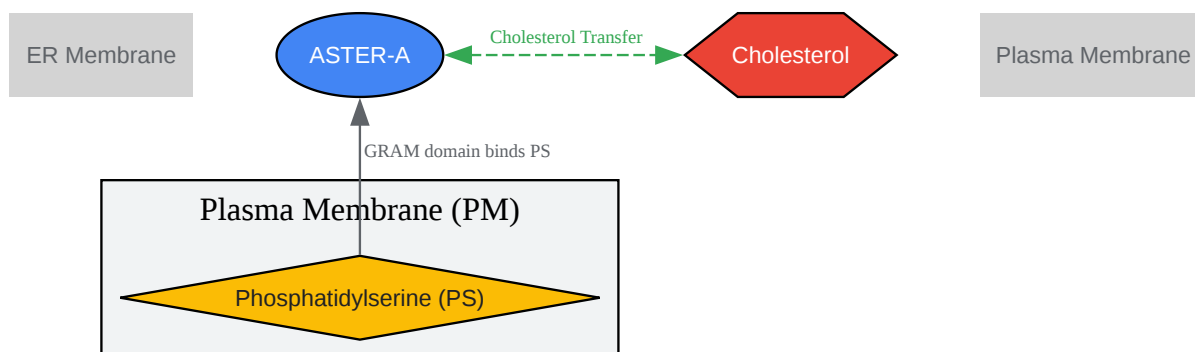 ER Membrane
ASTER-A
Cholesterol Transfer
Cholesterol
Plasma Membrane
GRAM domain binds PS
Plasma Membrane (PM)
Phosphatidylserine (PS)